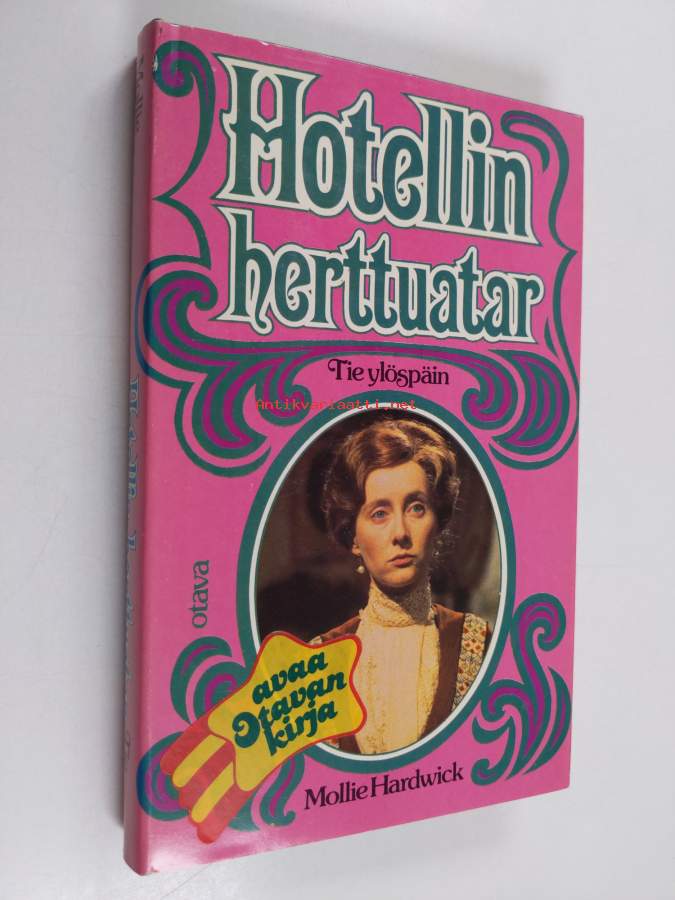 Hotellin
herttuatar
Tie ylöspäin
Antikvariaatti.net
otava
avaa
Otavan
kirja
Mollie Hardwick